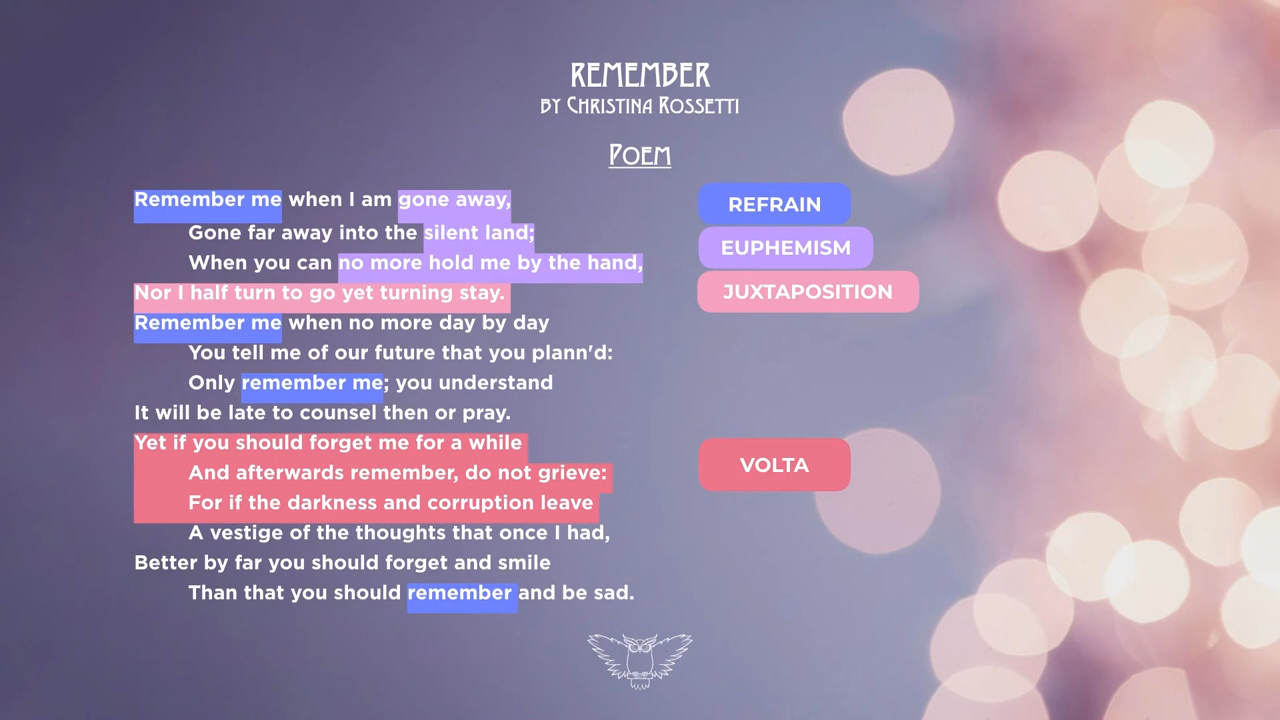 REMEMBER
BY CHRISTINA ROSSETTI
POEM
Remember me when I am gone away,
Gone far away into the silent land;
When you can no more hold me by the hand,
Nor I half turn to go yet turning stay.
Remember me when no more day by day
You tell me of our future that you plann'd:
Only remember me; you understand
It will be late to counsel then or pray.
Yet if you should forget me for a while
And afterwards remember, do not grieve:
For if the darkness and corruption leave
A vestige of the thoughts that once I had,
Better by far you should forget and smile
Than that you should remember and be sad.
REFRAIN
EUPHEMISM
JUXTAPOSITION
VOLTA